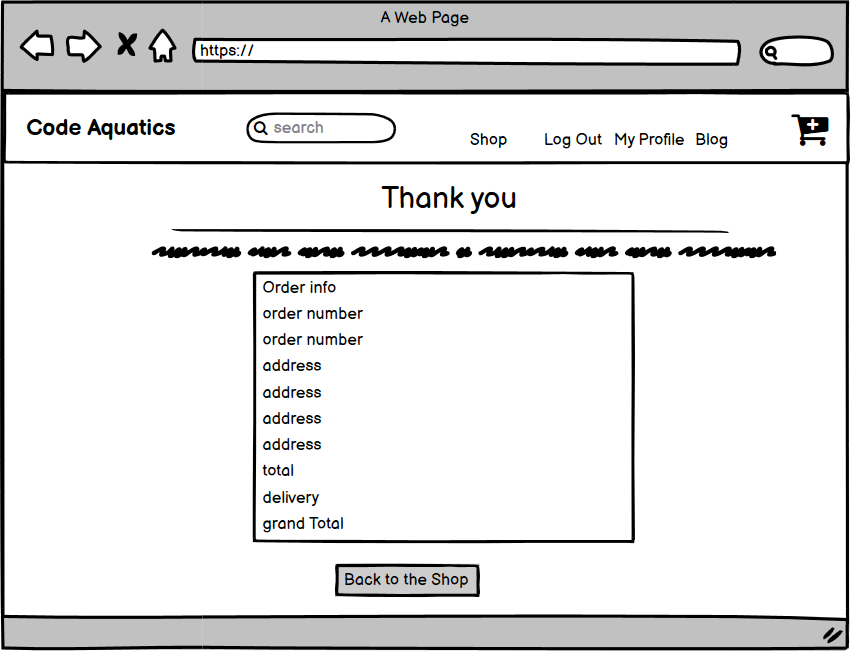 A Web Page
https://
Code Aquatics
search
Shop Log Out My Profile Blog
Thank you
Order info
order number
order number
address
address
address
address
total
delivery
grand Total
Back to the Shop